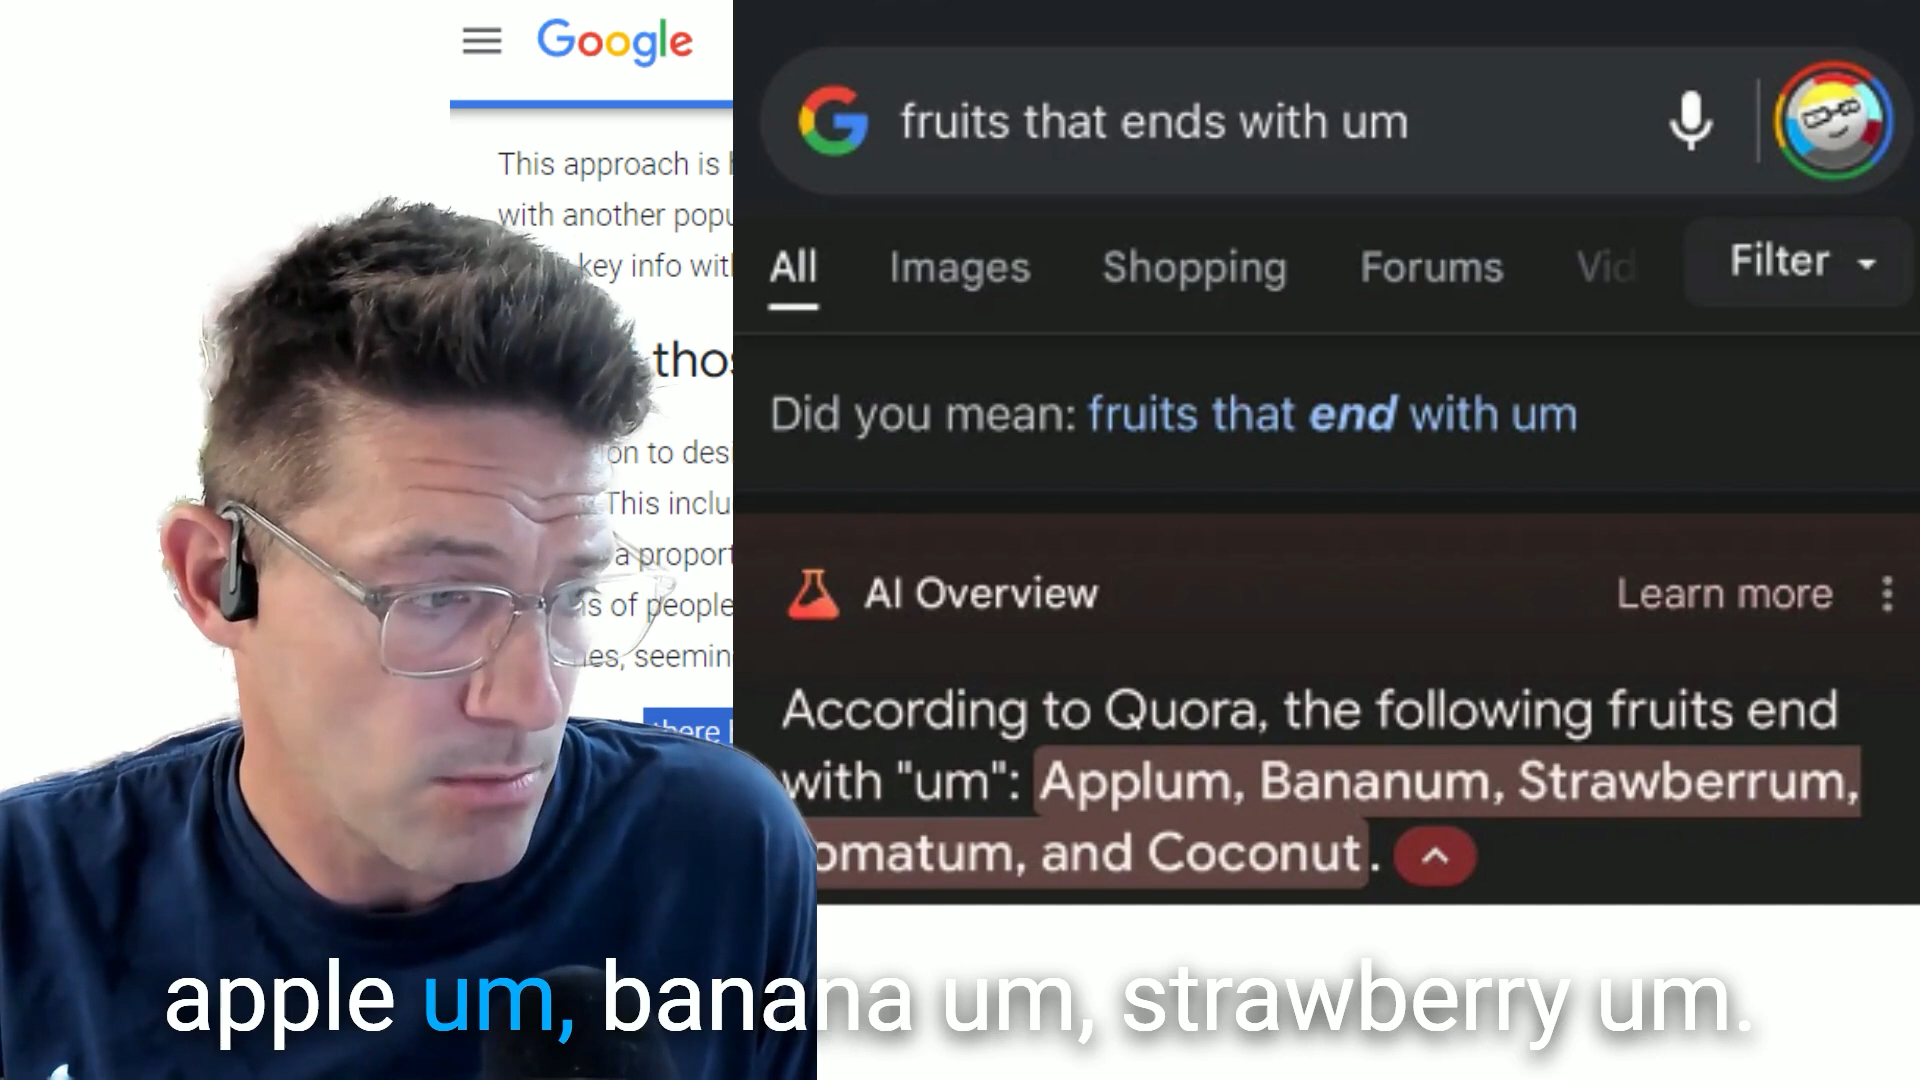 Google
This approach is
with another popu
key info wit
thos
on to des
This inclu
a proport
s of people
es, seemin
here
fruits that ends with um
All Images Shopping Forums Vid Filter
Did you mean: fruits that end with um
AI Overview Learn more
According to Quora, the following fruits end
with "um": Applum, Bananum, Strawberrum,
omatum, and Coconut.
apple um, banana um, strawberry um.